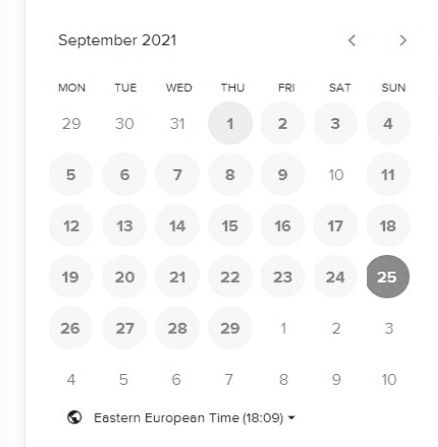 September 2021
MON TUE WED THU FRI SAT SUN
29 30 31 1 2 3 4
5 6 7 8 9 10 11
12 13 14 15 16 17 18
19 20 21 22 23 24 25
26 27 28 29 1 2 3
4 5 6 7 8 9 10
Eastern European Time (18:09)